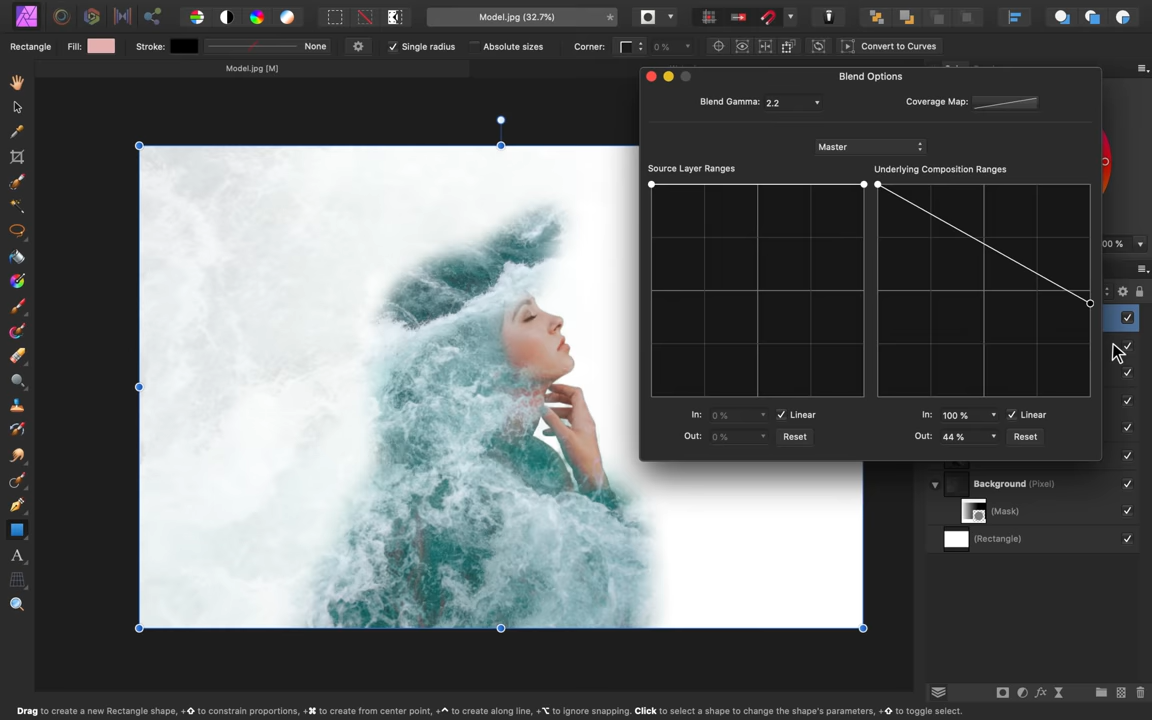 Model.jpg (32.7%)
Rectangle Fill: Stroke: None Single radius Absolute sizes Corner: 0 % Convert to Curves
Model.jpg [M]
Blend Options
Blend Gamma: 2.2 Coverage Map:
Master
Source Layer Ranges Underlying Composition Ranges
00 %
In: 0 % Linear In: 100 % Linear
Out: 0 % Reset Out: 44 % Reset
Background (Pixel)
(Mask)
(Rectangle)
A
Drag to create a new Rectangle shape, +⇧ to constrain proportions, +⌘ to create from center point, +⌃ to create along line, +⌥ to ignore snapping. Click to select a shape to change the shape's parameters, +⇧ to toggle select.